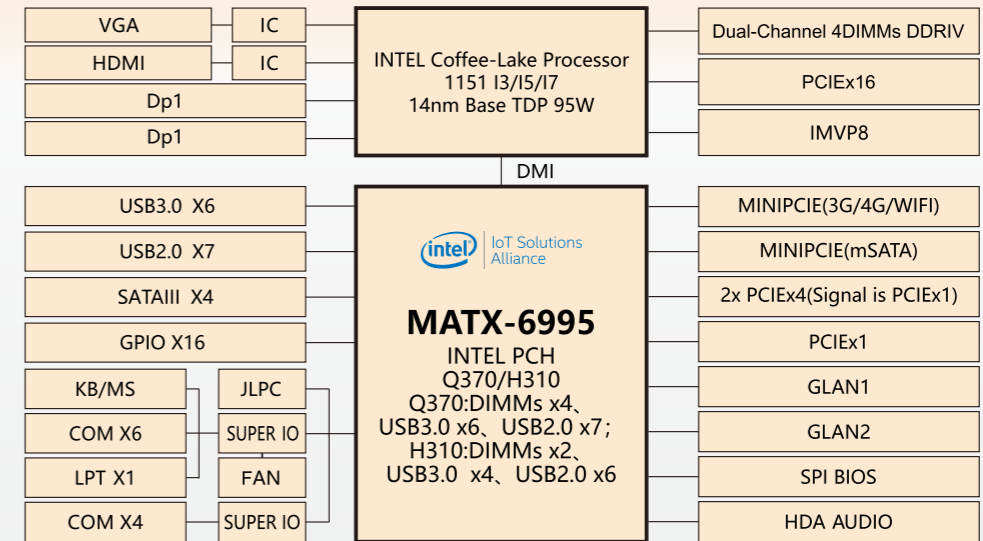 VGA
IC
HDMI
IC
Dp1
Dp1
INTEL Coffee-Lake Processor
1151 I3/I5/I7
14nm Base TDP 95W
Dual-Channel 4DIMMs DDRIV
PCIEx16
IMVP8
DMI
USB3.0 X6
USB2.0 X7
SATAIII X4
GPIO X16
KB/MS
JLPC
COM X6
SUPER IO
LPT X1
FAN
COM X4
SUPER IO
intel IoT Solutions
Alliance
MATX-6995
INTEL PCH
Q370/H310
Q370:DIMMs x4、
USB3.0 x6、USB2.0 x7；
H310:DIMMs x2、
USB3.0 x4、USB2.0 x6
MINIPCIE(3G/4G/WIFI)
MINIPCIE(mSATA)
2x PCIEx4(Signal is PCIEx1)
PCIEx1
GLAN1
GLAN2
SPI BIOS
HDA AUDIO